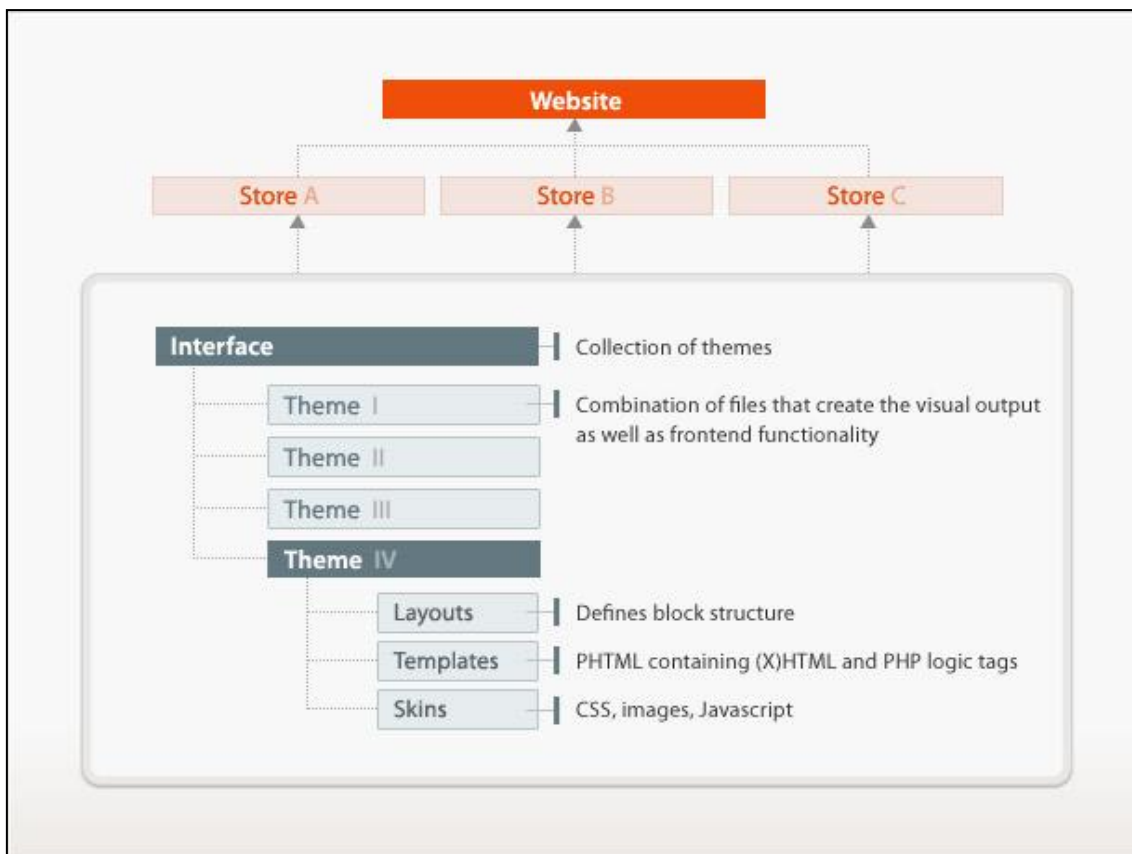 Website
Store A
Store B
Store C
Interface
Collection of themes
Theme I
Combination of files that create the visual output
as well as frontend functionality
Theme II
Theme III
Theme IV
Layouts
Defines block structure
Templates
PHTML containing (X)HTML and PHP logic tags
Skins
CSS, images, Javascript